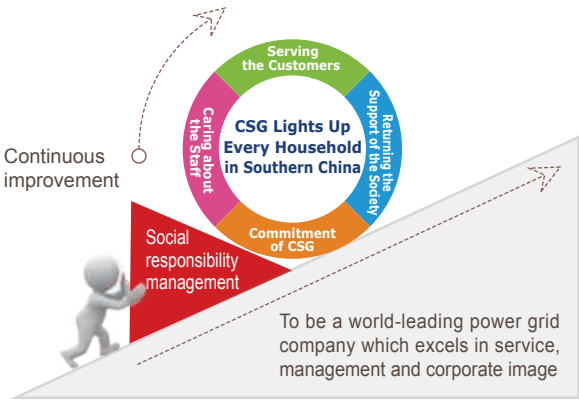 Serving
the Customers
Caring about
the Staff
CSG Lights Up
Every Household
in Southern China
Returning the
Support of the Society
Commitment
of CSG
Continuous
improvement
Social
responsibility
management
To be a world-leading power grid
company which excels in service,
management and corporate image